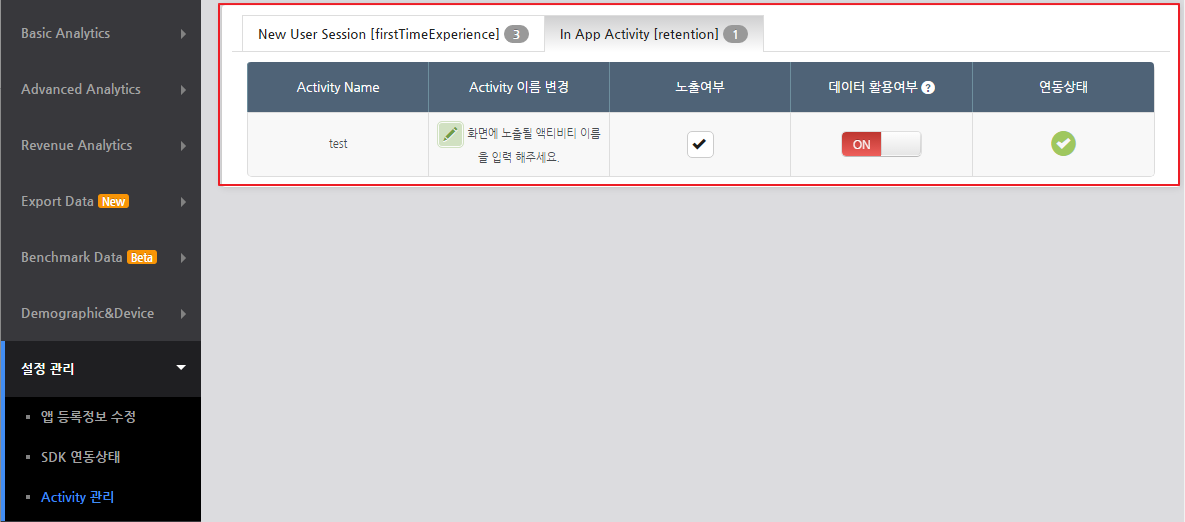 Basic Analytics
Advanced Analytics
Revenue Analytics
Export Data New
Benchmark Data Beta
Demographic&Device
설정 관리
앱 등록정보 수정
SDK 연동상태
Activity 관리
New User Session [firstTimeExperience] 3
In App Activity [retention] 1
Activity Name Activity 이름 변경 노출여부 데이터 활용여부 ? 연동상태
test
화면에 노출될 액티비티 이름
을 입력 해주세요.
ON